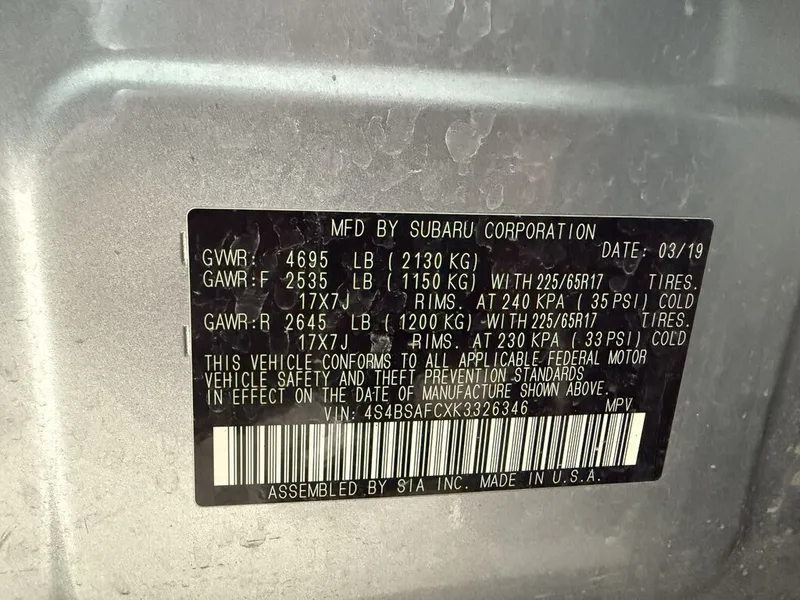 MFD BY SUBARU CORPORATION
GVWR: 4695 LB ( 2130 KG) DATE: 03/19
GAWR:F 2535 LB ( 1150 KG) WITH 225/65R17 TIRES.
17X7J RIMS. AT 240 KPA ( 35 PSI) COLD
GAWR:R 2645 LB ( 1200 KG) WITH 225/65R17 TIRES.
17X7J RIMS. AT 230 KPA ( 33 PSI) COLD
THIS VEHICLE CONFORMS TO ALL APPLICABLE FEDERAL MOTOR
VEHICLE SAFETY AND THEFT PREVENTION STANDARDS
IN EFFECT ON THE DATE OF MANUFACTURE SHOWN ABOVE.
VIN: 4S4BSAFCXK3326346 MPV
ASSEMBLED BY SIA INC. MADE IN U.S.A.